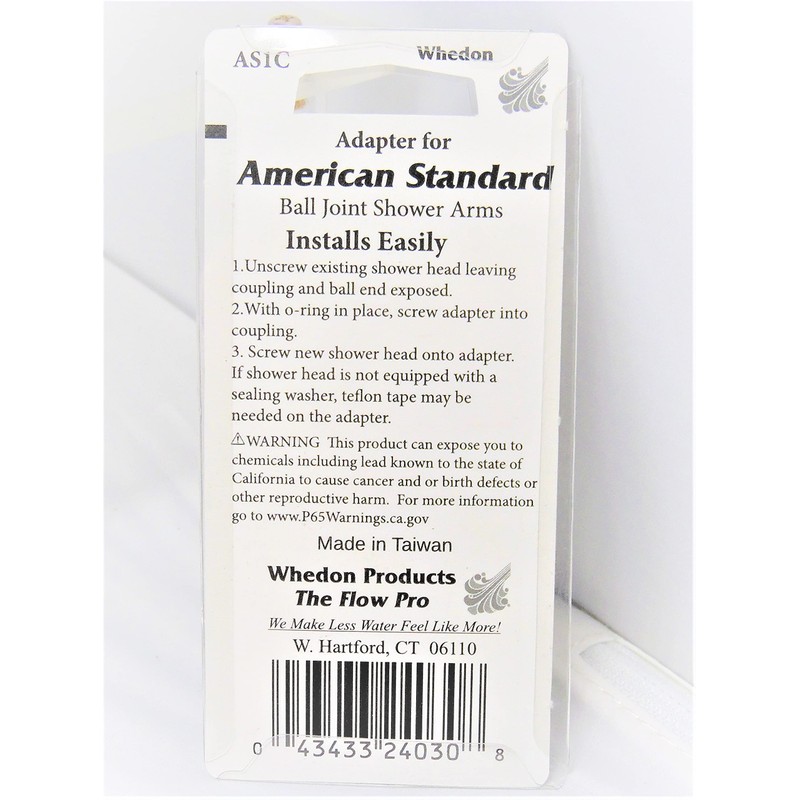 AS1C
Whedon
Adapter for
American Standard
Ball Joint Shower Arms
Installs Easily
1.Unscrew existing shower head leaving
coupling and ball end exposed.
2.With o-ring in place, screw adapter into
coupling.
3. Screw new shower head onto adapter.
If shower head is not equipped with a
sealing washer, teflon tape may be
needed on the adapter.
⚠WARNING This product can expose you to
chemicals including lead known to the state of
California to cause cancer and or birth defects or
other reproductive harm. For more information
go to www.P65Warnings.ca.gov
Made in Taiwan
Whedon Products
The Flow Pro
We Make Less Water Feel Like More!
W. Hartford, CT 06110
0 43433 24030 8